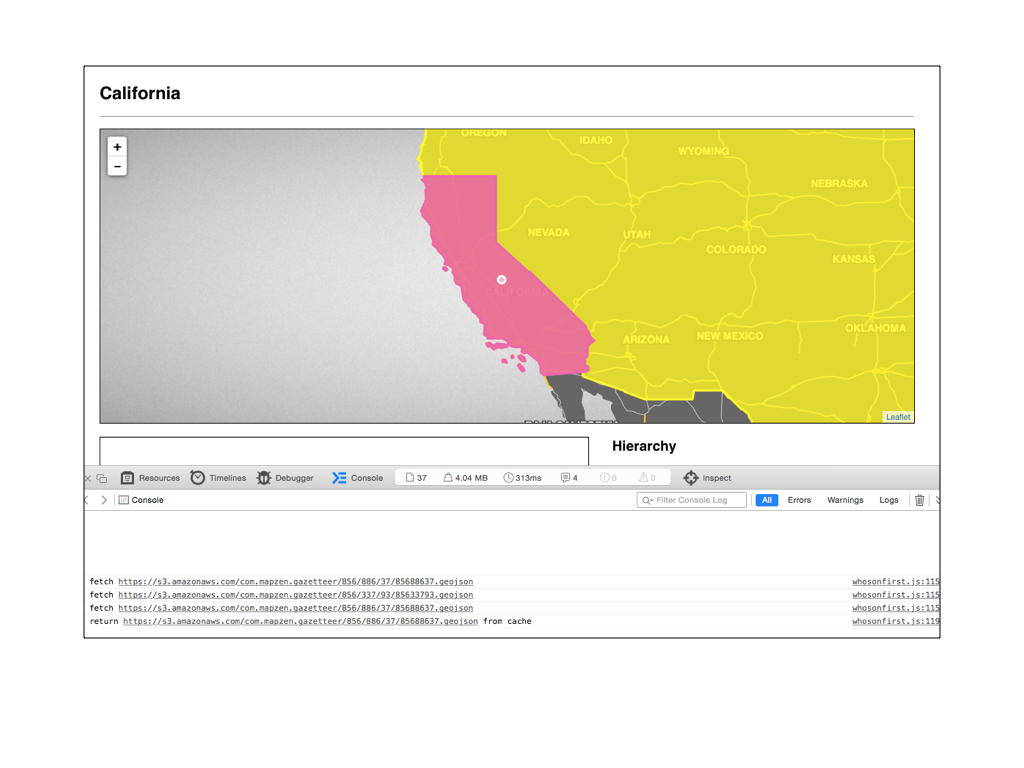 California
+
−
OREGON
IDAHO
WYOMING
NEBRASKA
NEVADA
UTAH
COLORADO
KANSAS
CALIFORNIA
ARIZONA
NEW MEXICO
OKLAHOMA
Leaflet
Hierarchy
Resources Timelines Debugger Console 37 4.04 MB 313ms 4 0 0 Inspect
Console Filter Console Log All Errors Warnings Logs
fetch https://s3.amazonaws.com/com.mapzen.gazetteer/856/886/37/85688637.geojson whosonfirst.js:115
fetch https://s3.amazonaws.com/com.mapzen.gazetteer/856/337/93/85633793.geojson whosonfirst.js:115
fetch https://s3.amazonaws.com/com.mapzen.gazetteer/856/886/37/85688637.geojson whosonfirst.js:115
return https://s3.amazonaws.com/com.mapzen.gazetteer/856/886/37/85688637.geojson from cache whosonfirst.js:119